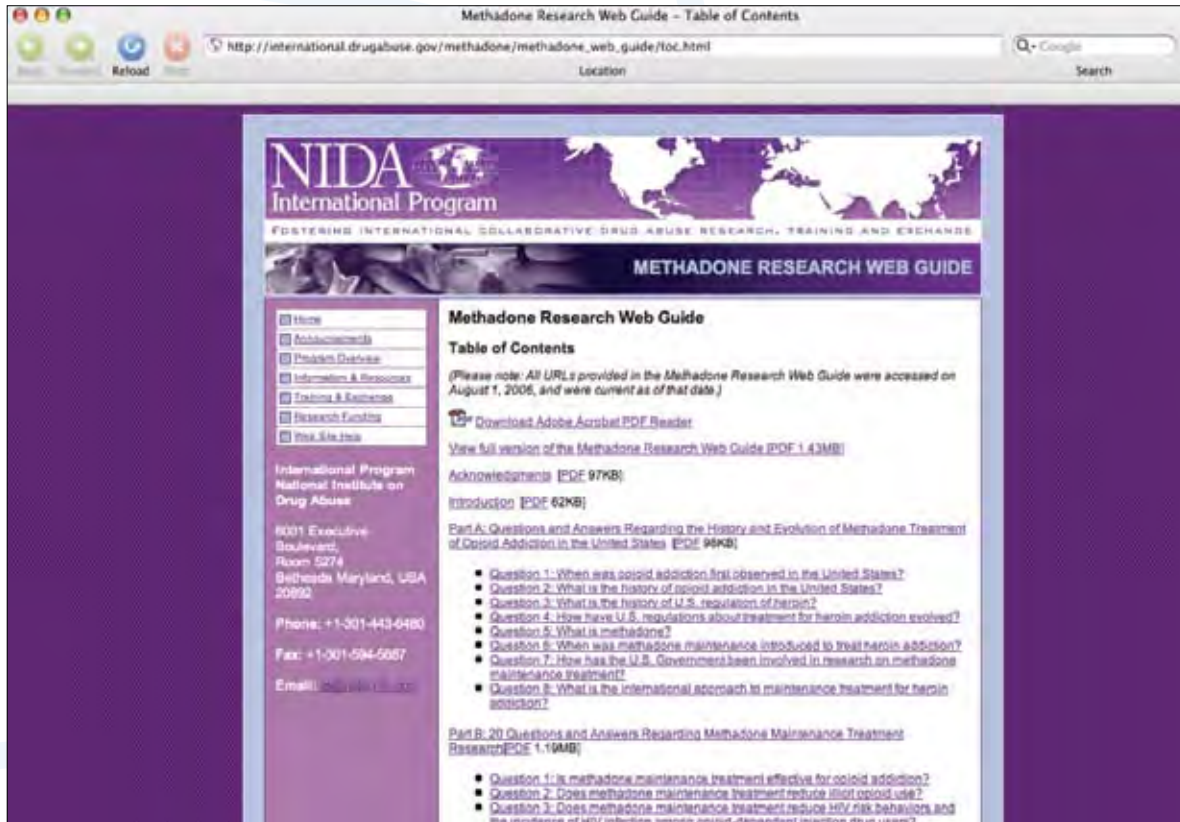 Methadone Research Web Guide – Table of Contents
http://international.drugabuse.gov/methadone/methadone_web_guide/toc.html
Google
Reload
Location
Search
NIDA
International Program
FOSTERING INTERNATIONAL COLLABORATIVE DRUG ABUSE RESEARCH, TRAINING AND EXCHANGE
METHADONE RESEARCH WEB GUIDE
Home
Announcements
Program Overview
Information & Resources
Training & Exchange
Research Funding
Web Site Help
International Program
National Institute on
Drug Abuse
6001 Executive
Boulevard,
Room 5274
Bethesda Maryland, USA
20892
Phone: +1-301-443-6480
Fax: +1-301-594-5687
Email:
Methadone Research Web Guide
Table of Contents
(Please note: All URLs provided in the Methadone Research Web Guide were accessed on
August 1, 2006, and were current as of that date.)
Download Adobe Acrobat PDF Reader
View full version of the Methadone Research Web Guide [PDF 1.43MB]
Acknowledgments [PDF 97KB]
Introduction [PDF 62KB]
Part A: Questions and Answers Regarding the History and Evolution of Methadone Treatment
of Opioid Addiction in the United States [PDF 98KB]
Question 1: When was opioid addiction first observed in the United States?
Question 2: What is the history of opioid addiction in the United States?
Question 3: What is the history of U.S. regulation of heroin?
Question 4: How have U.S. regulations about treatment for heroin addiction evolved?
Question 5: What is methadone?
Question 6: When was methadone maintenance introduced to treat heroin addiction?
Question 7: How has the U.S. Government been involved in research on methadone
maintenance treatment?
Question 8: What is the international approach to maintenance treatment for heroin
addiction?
Part B: 20 Questions and Answers Regarding Methadone Maintenance Treatment
Research[PDF 1.19MB]
Question 1: Is methadone maintenance treatment effective for opioid addiction?
Question 2: Does methadone maintenance treatment reduce illicit opioid use?
Question 3: Does methadone maintenance treatment reduce HIV risk behaviors and
the incidence of HIV infection among opioid-dependent injection drug users?